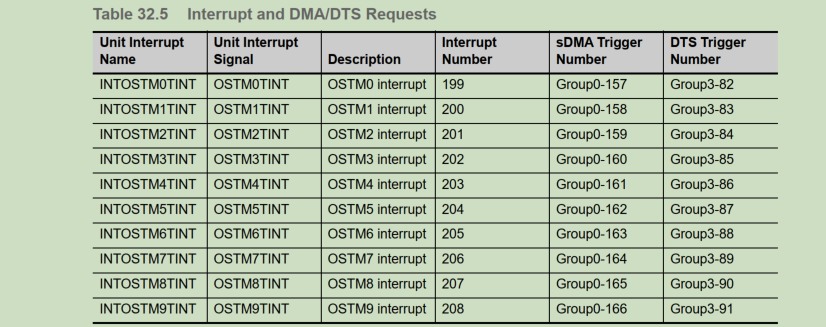 Table 32.5 Interrupt and DMA/DTS Requests
Unit Interrupt Name Unit Interrupt Signal Description Interrupt Number sDMA Trigger Number DTS Trigger Number
INTOSTM0TINT OSTM0TINT OSTM0 interrupt 199 Group0-157 Group3-82
INTOSTM1TINT OSTM1TINT OSTM1 interrupt 200 Group0-158 Group3-83
INTOSTM2TINT OSTM2TINT OSTM2 interrupt 201 Group0-159 Group3-84
INTOSTM3TINT OSTM3TINT OSTM3 interrupt 202 Group0-160 Group3-85
INTOSTM4TINT OSTM4TINT OSTM4 interrupt 203 Group0-161 Group3-86
INTOSTM5TINT OSTM5TINT OSTM5 interrupt 204 Group0-162 Group3-87
INTOSTM6TINT OSTM6TINT OSTM6 interrupt 205 Group0-163 Group3-88
INTOSTM7TINT OSTM7TINT OSTM7 interrupt 206 Group0-164 Group3-89
INTOSTM8TINT OSTM8TINT OSTM8 interrupt 207 Group0-165 Group3-90
INTOSTM9TINT OSTM9TINT OSTM9 interrupt 208 Group0-166 Group3-91